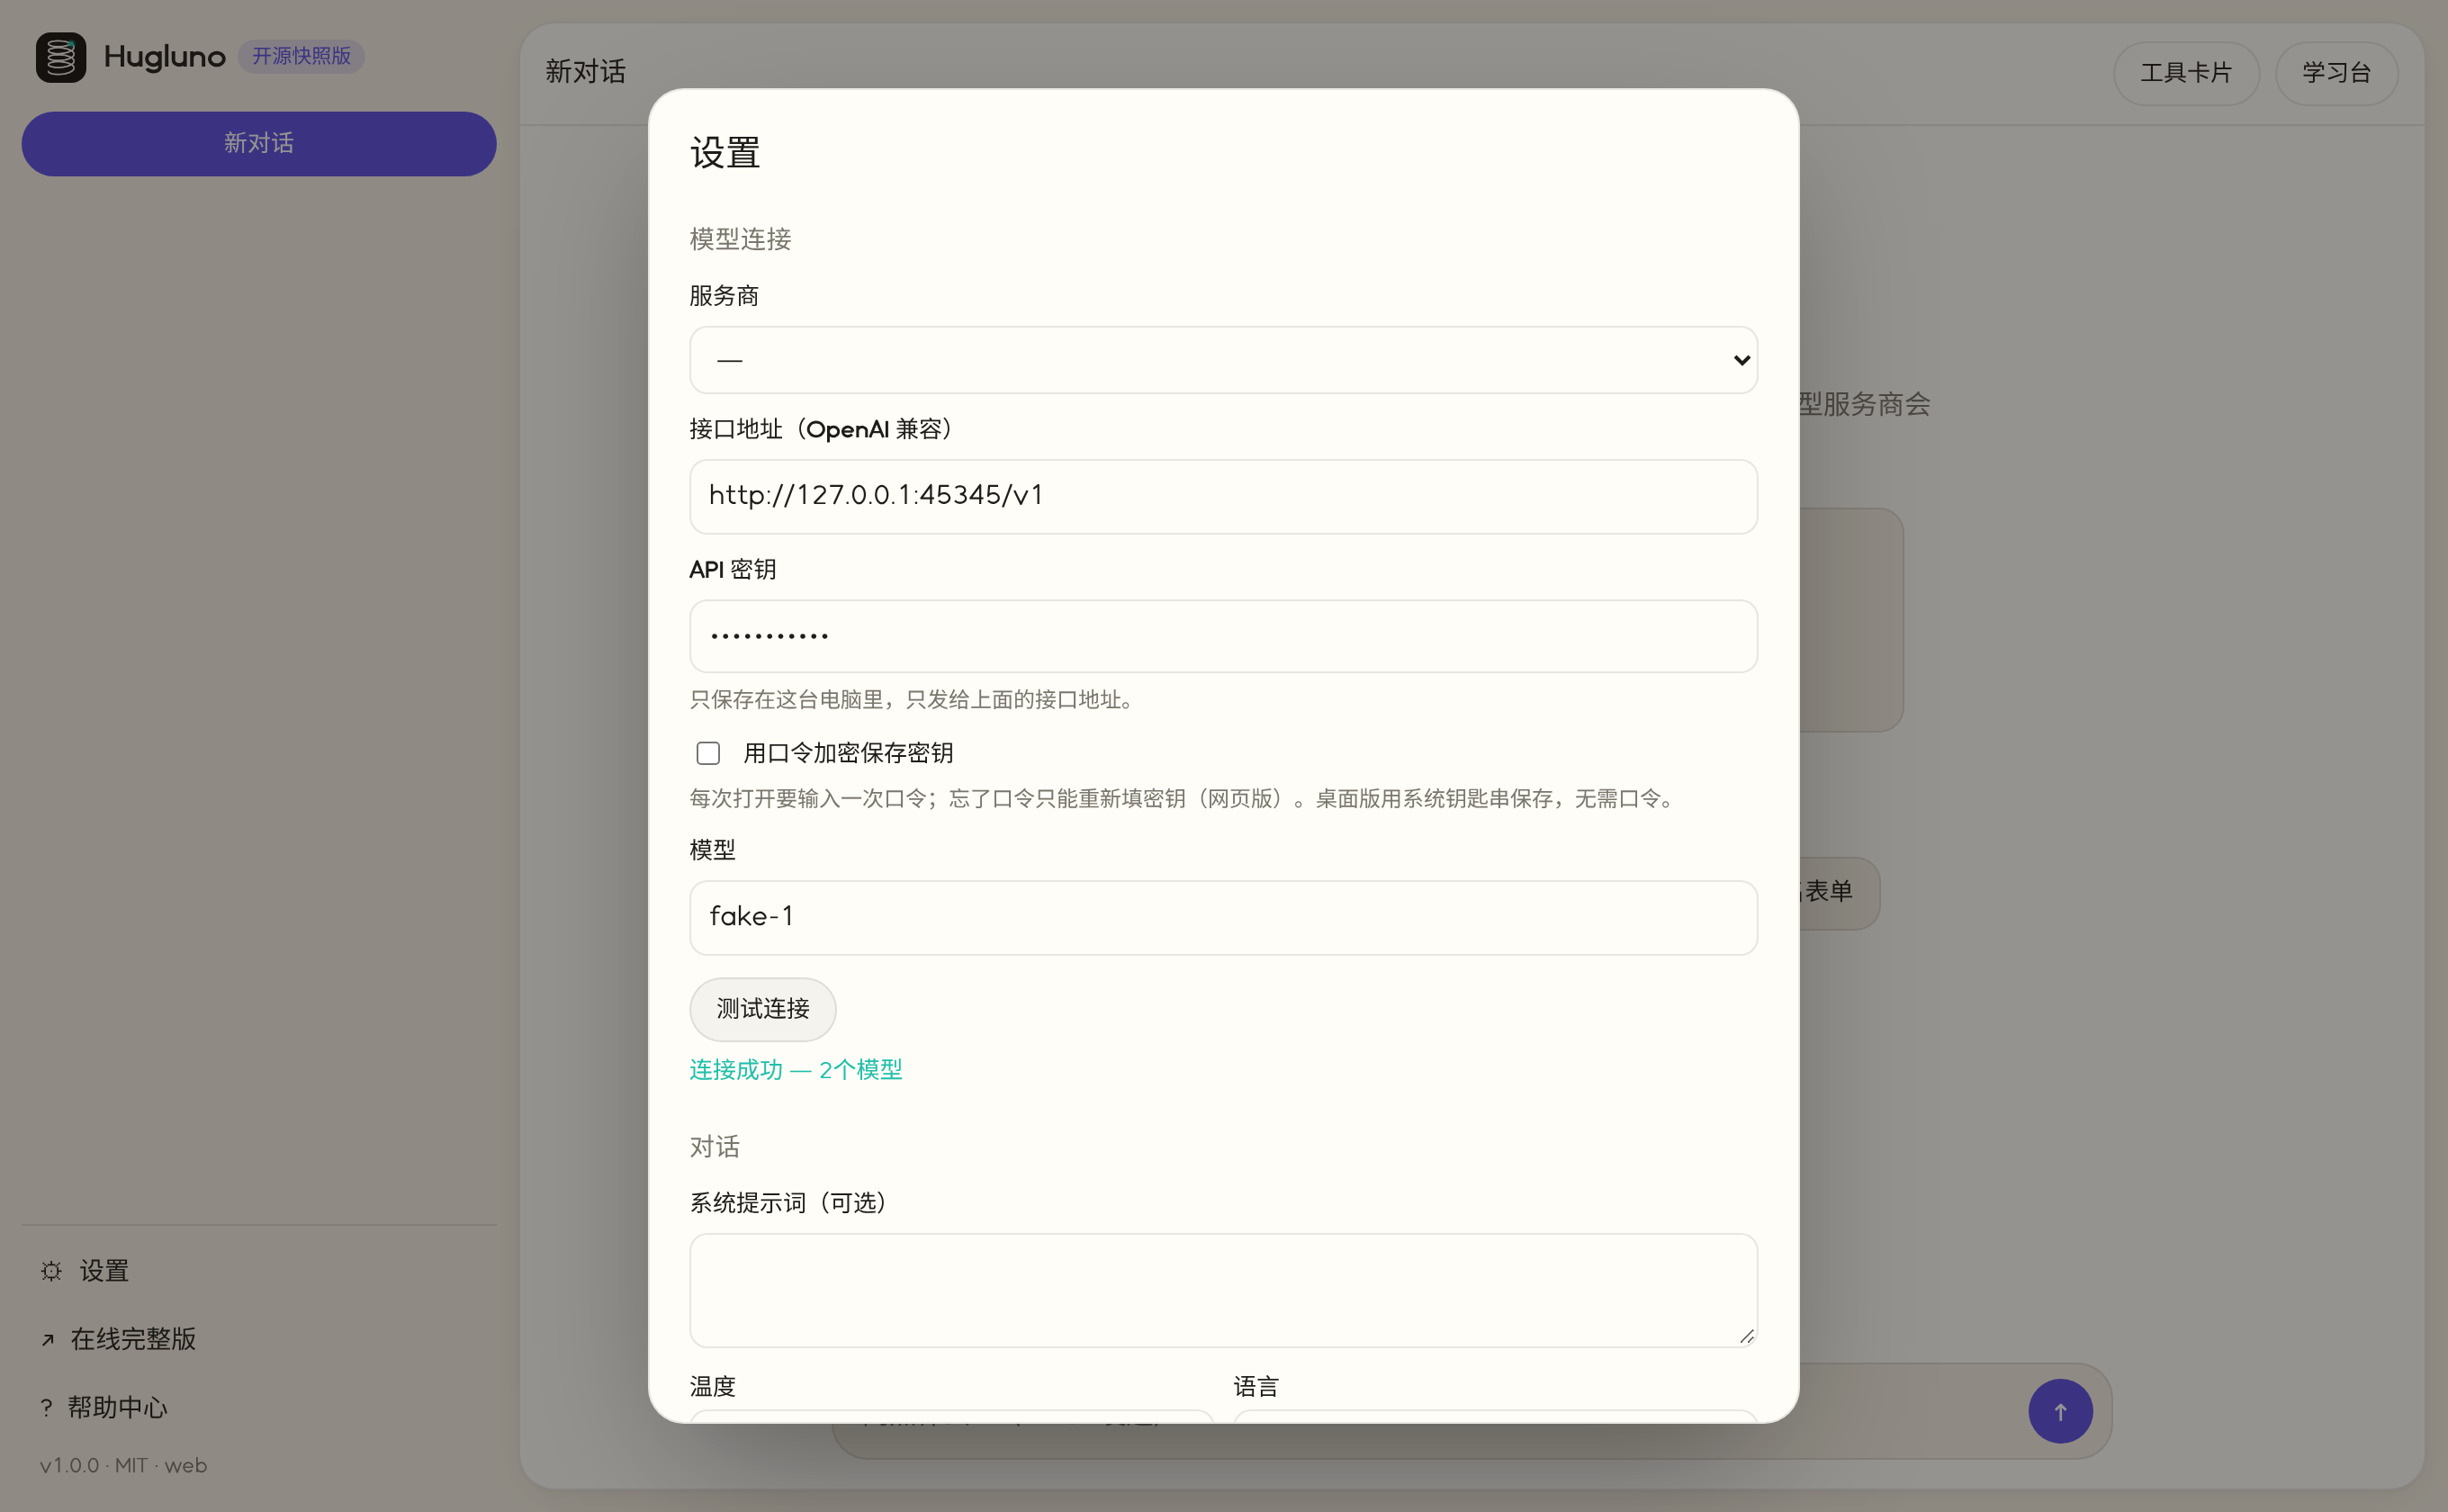 Hugluno 开源快照版
新对话
设置
在线完整版
? 帮助中心
v1.0.0 · MIT · web
新对话
工具卡片
学习台
型服务商会
表单
设置
模型连接
服务商
—
接口地址（OpenAI 兼容）
http://127.0.0.1:45345/v1
API 密钥
•••••••••••
只保存在这台电脑里，只发给上面的接口地址。
用口令加密保存密钥
每次打开要输入一次口令；忘了口令只能重新填密钥（网页版）。桌面版用系统钥匙串保存，无需口令。
模型
fake-1
测试连接
连接成功 — 2个模型
对话
系统提示词（可选）
温度
语言